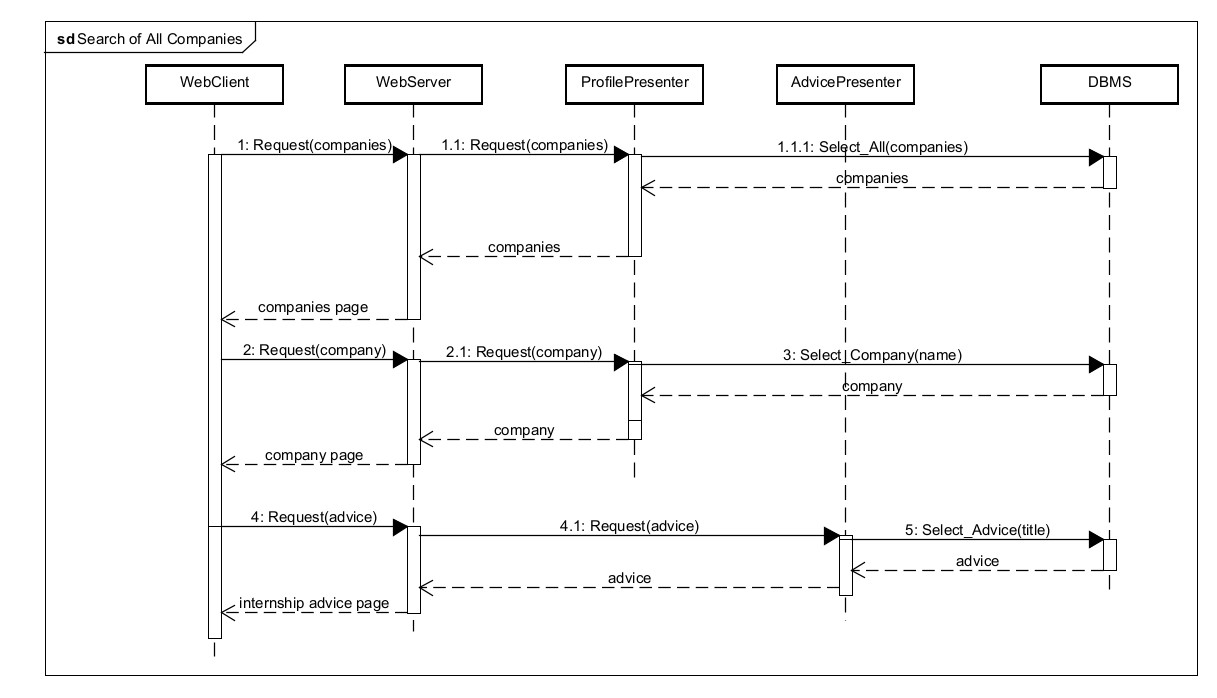 sd Search of All Companies
WebClient
WebServer
ProfilePresenter
AdvicePresenter
DBMS
1: Request(companies)
1.1: Request(companies)
1.1.1: Select_All(companies)
companies
companies
companies page
2: Request(company)
2.1: Request(company)
3: Select_Company(name)
company
company
company page
4: Request(advice)
4.1: Request(advice)
5: Select_Advice(title)
advice
advice
internship advice page